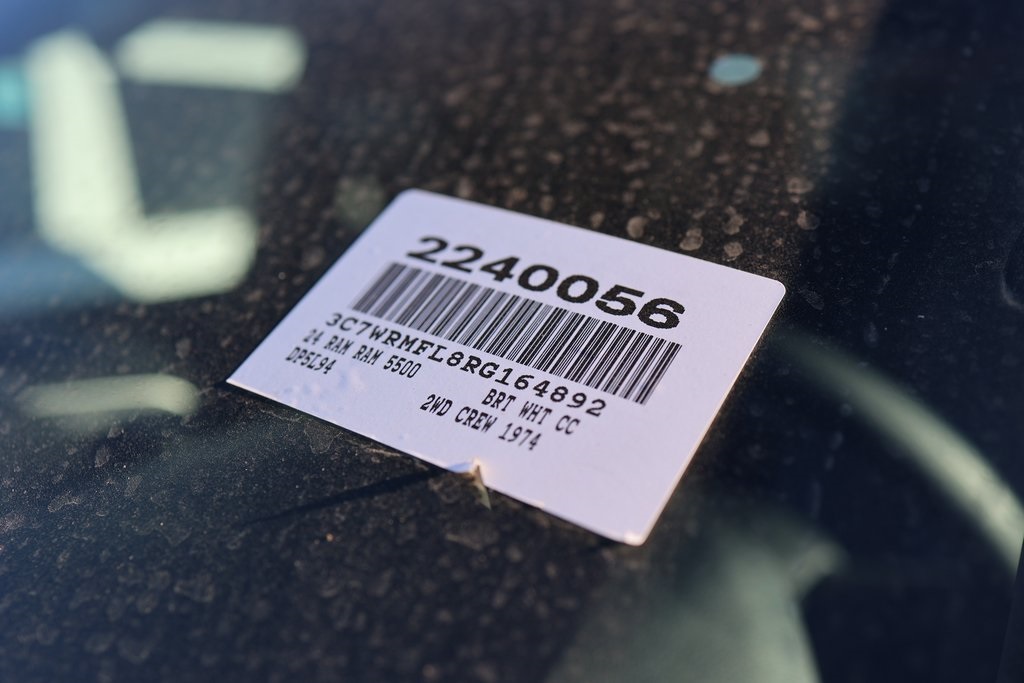 2240056
3C7WRMFL8RG164892
24 RAM RAM 5500 BRT WHT CC
DP5L94 2WD CREW 1974